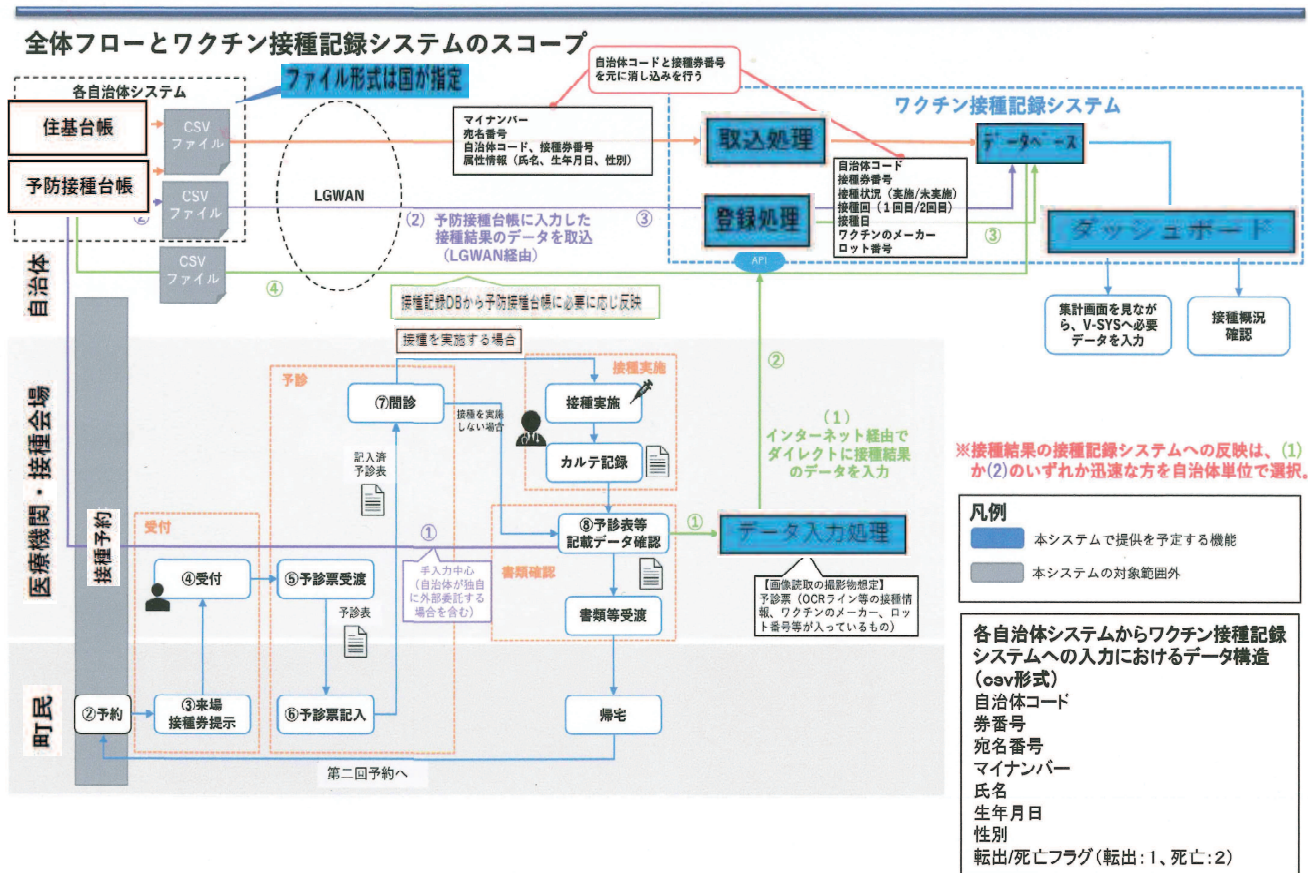 全体フローとワクチン接種記録システムのスコープ
各自治体システム
ファイル形式は国が指定
住基台帳
予防接種台帳
CSV
ファイル
CSV
ファイル
CSV
ファイル
LGWAN
マイナンバー
宛名番号
自治体コード、接種券番号
属性情報（氏名、生年月日、性別）
自治体コードと接種券番号
を元に消し込みを行う
ワクチン接種記録システム
取込処理
登録処理
API
データベース
ダッシュボード
自治体コード
接種券番号
接種状況（実施/未実施）
接種回（１回目/2回目）
接種日
ワクチンのメーカー
ロット番号
②
(2) 予防接種台帳に入力した
接種結果のデータを取込
(LGWAN経由)
③
③
④
接種記録DBから予防接種台帳に必要に応じ反映
集計画面を見なが
ら、V-SYSへ必要
データを入力
接種概況
確認
自治体
医療機関・接種会場
町民
接種予約
接種を実施する場合
予診
⑦問診
接種を実施
しない場合
接種実施
接種実施
カルテ記録
記入済
予診表
②
(1)
インターネット経由で
ダイレクトに接種結果
のデータを入力
受付
④受付
⑤予診票受渡
予診表
①
手入力中心
（自治体が独自
に外部委託する
場合を含む）
⑧予診表等
記載データ確認
書類確認
書類等受渡
①
データ入力処理
【画像読取の撮影物想定】
予診票（OCRライン等の接種情
報、ワクチンのメーカー、ロッ
ト番号等が入っているもの）
②予約
③来場
接種券提示
⑥予診票記入
帰宅
第二回予約へ
※接種結果の接種記録システムへの反映は、(1)
か(2)のいずれか迅速な方を自治体単位で選択。
凡例
本システムで提供を予定する機能
本システムの対象範囲外
各自治体システムからワクチン接種記録
システムへの入力におけるデータ構造
（csv形式）
自治体コード
券番号
宛名番号
マイナンバー
氏名
生年月日
性別
転出/死亡フラグ（転出：1、死亡：2）